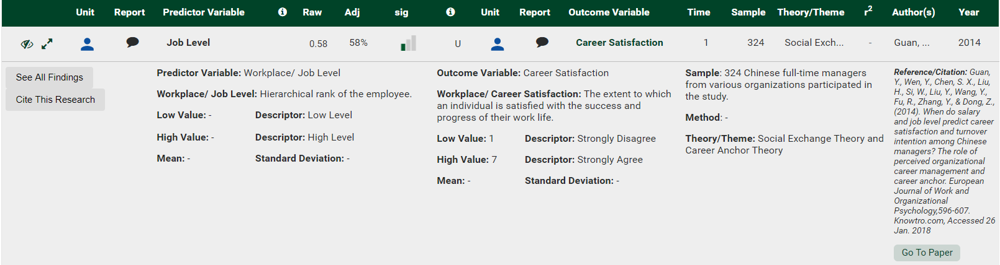 Unit Report Predictor Variable Raw Adj sig Unit Report Outcome Variable Time Sample Theory/Theme r2 Author(s) Year
Job Level 0.58 58% U Career Satisfaction 1 324 Social Exch... - Guan, ... 2014
See All Findings
Cite This Research
Predictor Variable: Workplace/ Job Level
Workplace/ Job Level: Hierarchical rank of the employee.
Low Value: - Descriptor: Low Level
High Value: - Descriptor: High Level
Mean: - Standard Deviation: -
Outcome Variable: Career Satisfaction
Workplace/ Career Satisfaction: The extent to which
an individual is satisfied with the success and
progress of their work life.
Low Value: 1 Descriptor: Strongly Disagree
High Value: 7 Descriptor: Strongly Agree
Mean: - Standard Deviation: -
Sample: 324 Chinese full-time managers
from various organizations participated in
the study.
Method: -
Theory/Theme: Social Exchange Theory and
Career Anchor Theory
Reference/Citation: Guan,
Y., Wen, Y., Chen, S. X., Liu,
H., Si, W., Liu, Y., Wang, Y.,
Fu, R., Zhang, Y., & Dong, Z.,
(2014). When do salary
and job level predict career
satisfaction and turnover
intention among Chinese
managers? The role of
perceived organizational
career management and
career anchor. European
Journal of Work and
Organizational
Psychology,596-607.
Knowtro.com, Accessed 26
Jan. 2018
Go To Paper